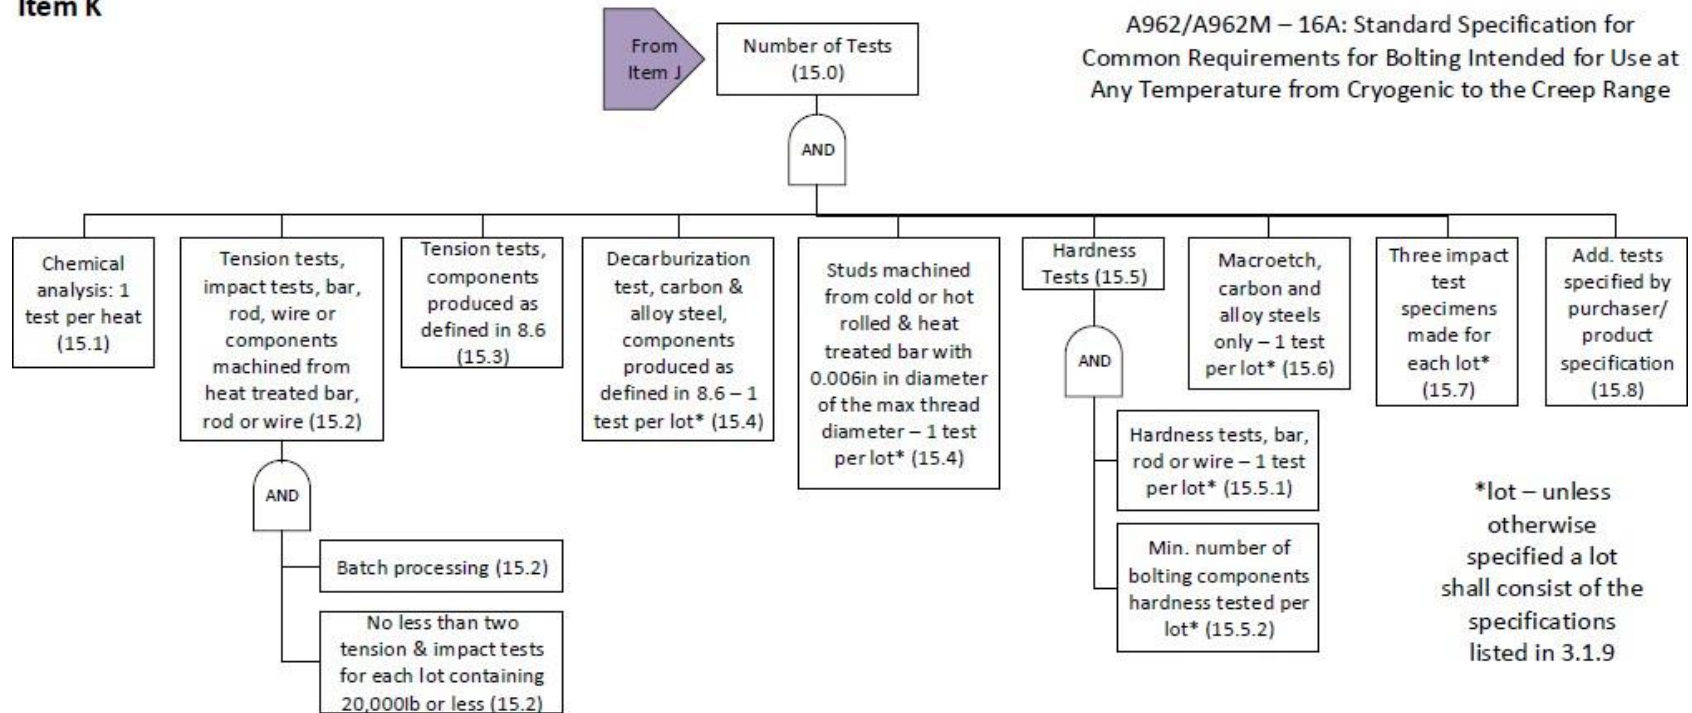 Item K
From
Item J
Number of Tests
(15.0)
A962/A962M – 16A: Standard Specification for
Common Requirements for Bolting Intended for Use at
Any Temperature from Cryogenic to the Creep Range
AND
Chemical
analysis: 1
test per heat
(15.1)
Tension tests,
impact tests, bar,
rod, wire or
components
machined from
heat treated bar,
rod or wire (15.2)
Tension tests,
components
produced as
defined in 8.6
(15.3)
Decarburization
test, carbon &
alloy steel,
components
produced as
defined in 8.6 – 1
test per lot* (15.4)
Studs machined
from cold or hot
rolled & heat
treated bar with
0.006in in diameter
of the max thread
diameter – 1 test
per lot* (15.4)
Hardness
Tests (15.5)
Macroetch,
carbon and
alloy steels
only – 1 test
per lot* (15.6)
Three impact
test
specimens
made for
each lot*
(15.7)
Add. tests
specified by
purchaser/
product
specification
(15.8)
AND
Batch processing (15.2)
No less than two
tension & impact tests
for each lot containing
20,000lb or less (15.2)
AND
Hardness tests, bar,
rod or wire – 1 test
per lot* (15.5.1)
Min. number of
bolting components
hardness tested per
lot* (15.5.2)
*lot – unless
otherwise
specified a lot
shall consist of the
specifications
listed in 3.1.9